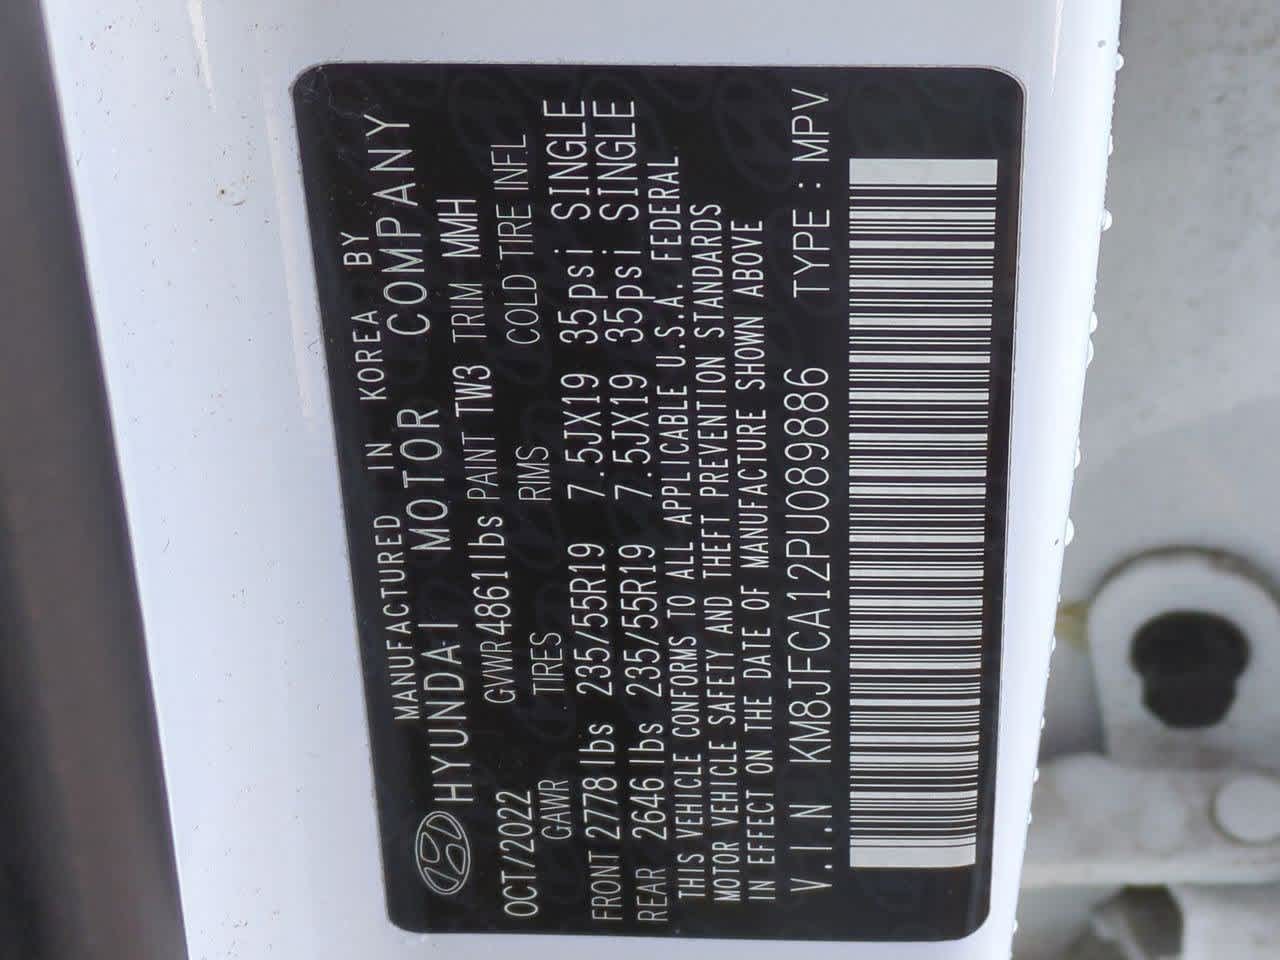 MANUFACTURED IN KOREA BY
HYUNDAI MOTOR COMPANY
OCT/2022 GVWR 4861lbs PAINT TW3 TRIM MMH
GAWR TIRES RIMS COLD TIRE INFL
FRONT 2778lbs 235/55R19 7.5JX19 35psi SINGLE
REAR 2646lbs 235/55R19 7.5JX19 35psi SINGLE
THIS VEHICLE CONFORMS TO ALL APPLICABLE U.S.A. FEDERAL
MOTOR VEHICLE SAFETY AND THEFT PREVENTION STANDARDS
IN EFFECT ON THE DATE OF MANUFACTURE SHOWN ABOVE
V.I.N KM8JFCA12PU089886 TYPE : MPV